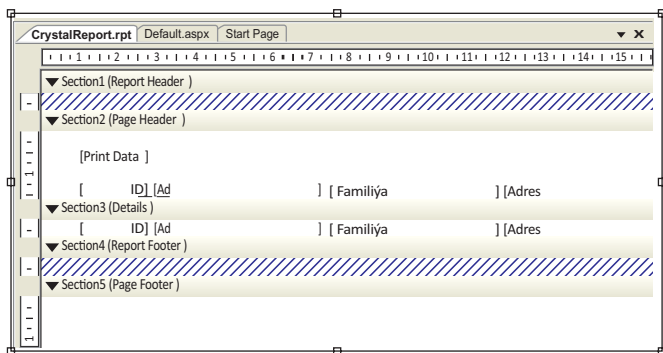 CrystalReport.rpt Default.aspx Start Page
1 2 3 4 5 6 7 8 9 10 11 12 13 14 15
Section1 (Report Header )
Section2 (Page Header )
[Print Data ]
[ ID] [Ad ] [ Familiýa ] [Adres
Section3 (Details )
[ ID] [Ad ] [ Familiýa ] [Adres
Section4 (Report Footer )
Section5 (Page Footer )
1
1